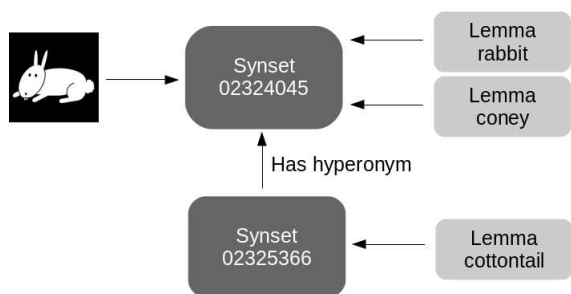 Synset
02324045
Lemma
rabbit
Lemma
coney
Has hyperonym
Synset
02325366
Lemma
cottontail